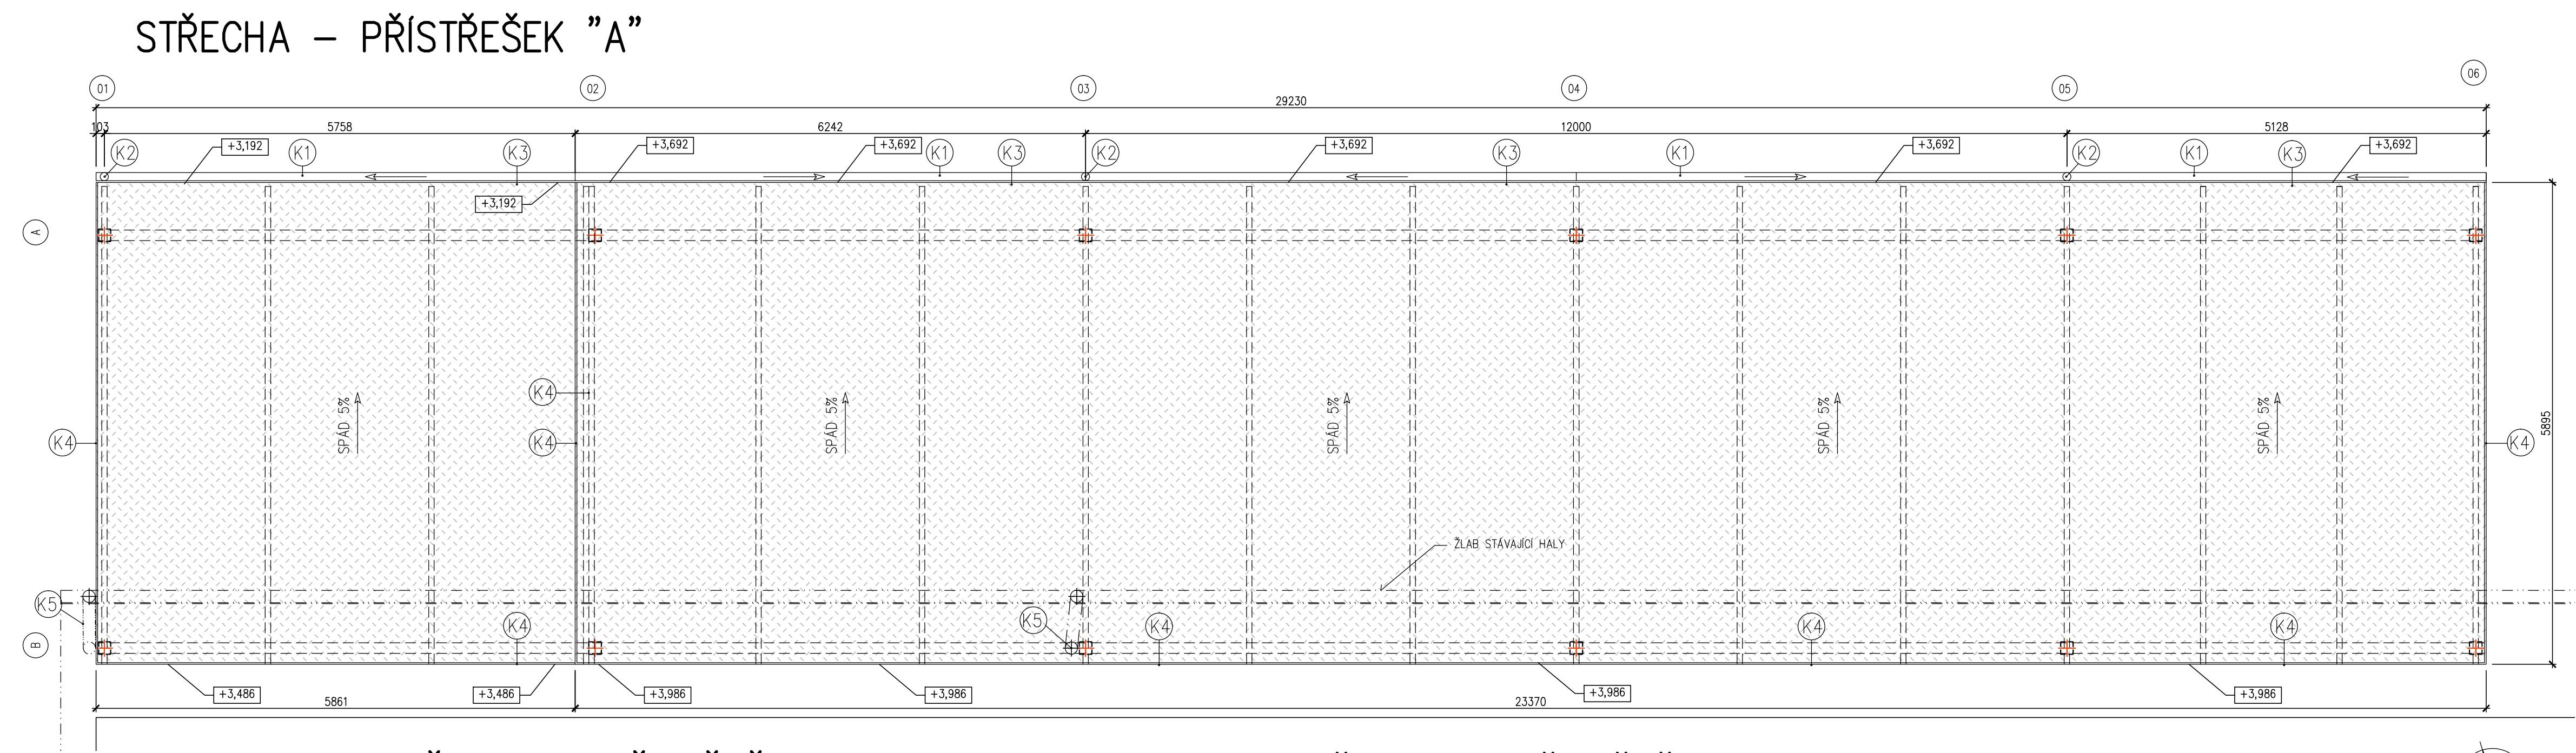 STŘECHA – PŘÍSTŘEŠEK "A"
01 02 03 04 05 06
29230
103 5758 6242 12000 5128
+3,192 +3,692 +3,692 +3,692 +3,692 +3,692
K2 K1 K3 K1 K3 K2 K3 K1 K2 K1 K3
+3,192
A
K4
K4 K4 K4
SPÁD 5% SPÁD 5% SPÁD 5% SPÁD 5% SPÁD 5%
5895
ŽLAB STÁVAJÍCÍ HALY
K5 K4 K5 K4 K4 K4
B
+3,486 +3,486 +3,986 +3,986 +3,986 +3,986
5861 23370